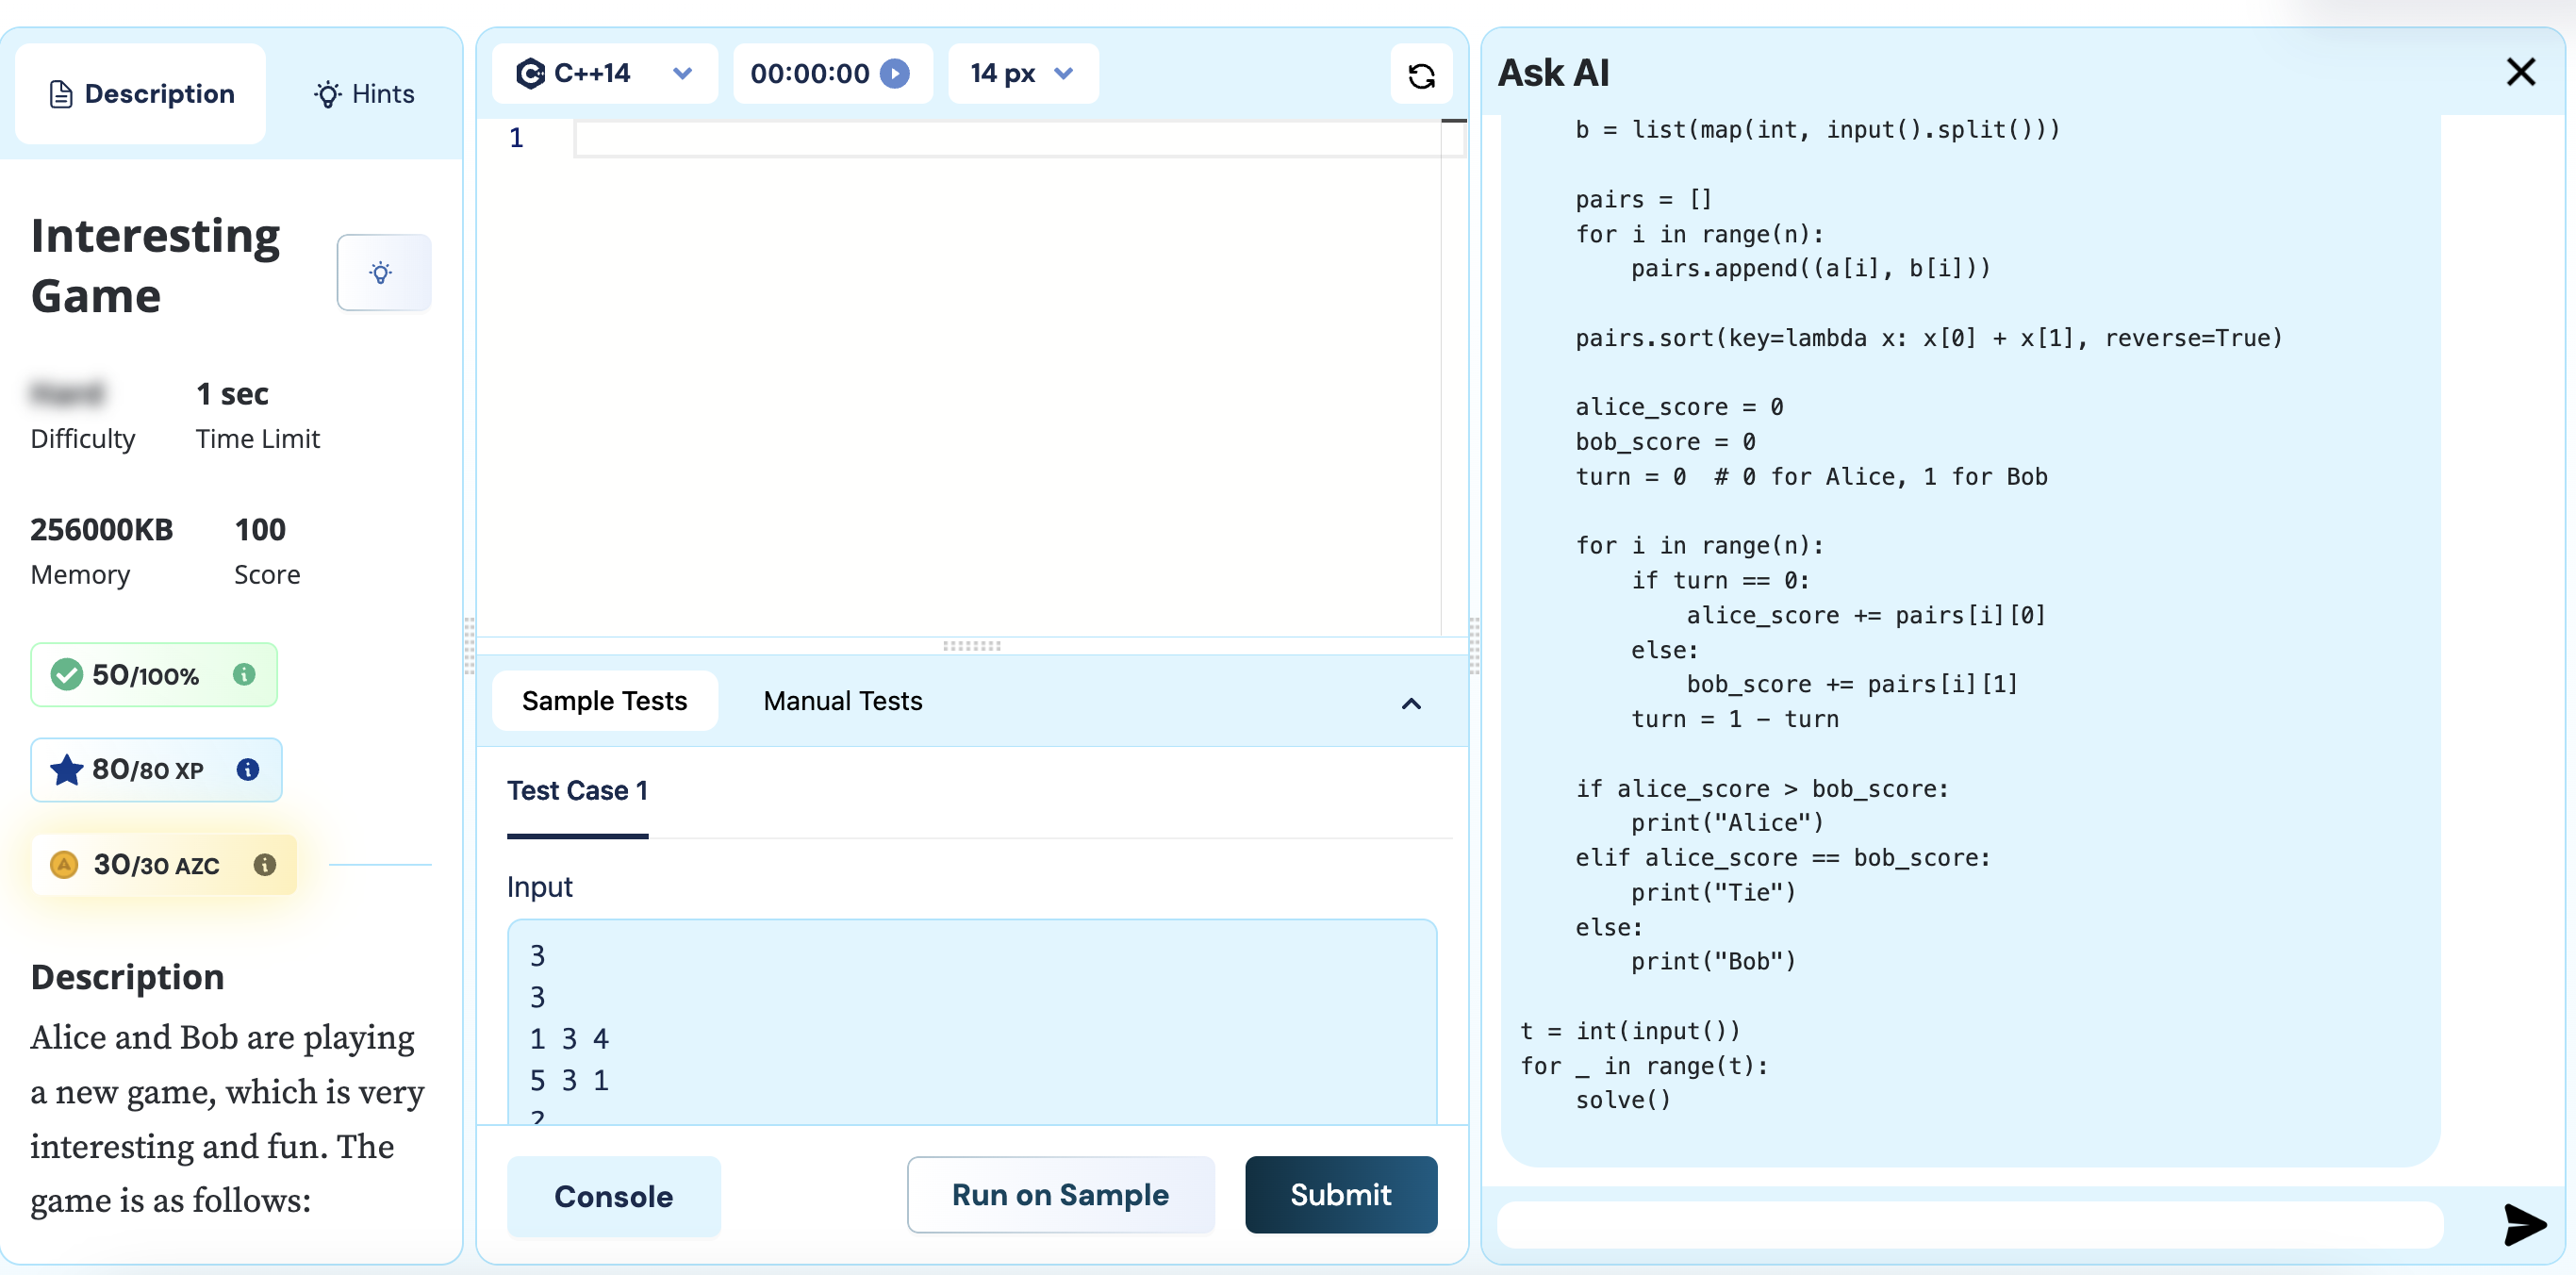 Description
Hints
Interesting
Game
1 sec
Difficulty
Time Limit
256000KB
100
Memory
Score
50/100%
80/80 XP
30/30 AZC
Description
Alice and Bob are playing
a new game, which is very
interesting and fun. The
game is as follows:
C++14
00:00:00
14 px
1
Sample Tests
Manual Tests
Test Case 1
Input
3
3
1 3 4
5 3 1
2
Console
Run on Sample
Submit
Ask AI
b = list(map(int, input().split()))
pairs = []
for i in range(n):
pairs.append((a[i], b[i]))
pairs.sort(key=lambda x: x[0] + x[1], reverse=True)
alice_score = 0
bob_score = 0
turn = 0  # 0 for Alice, 1 for Bob
for i in range(n):
if turn == 0:
alice_score += pairs[i][0]
else:
bob_score += pairs[i][1]
turn = 1 - turn
if alice_score > bob_score:
print("Alice")
elif alice_score == bob_score:
print("Tie")
else:
print("Bob")
t = int(input())
for _ in range(t):
solve()